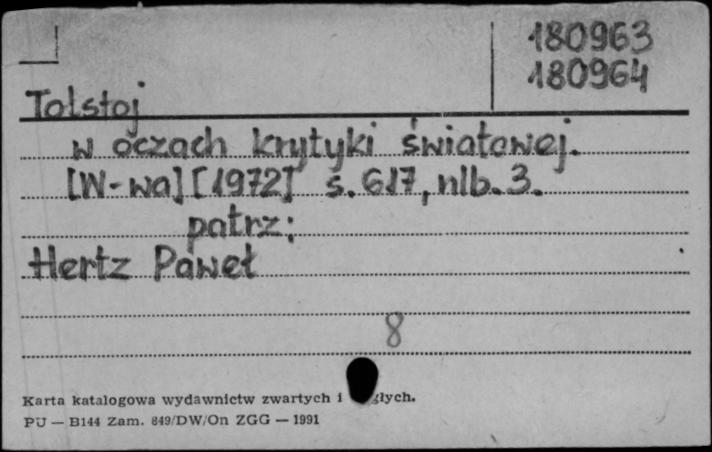 180963
180964
Tołstoj
w oczach krytyki światowej.
[W-wa] [1972] s. 617, nlb. 3.
patrz:
Hertz Paweł
8
Karta katalogowa wydawnictw zwartych i
PU — B144 Zam. 849/DW/On ZGG — 1991